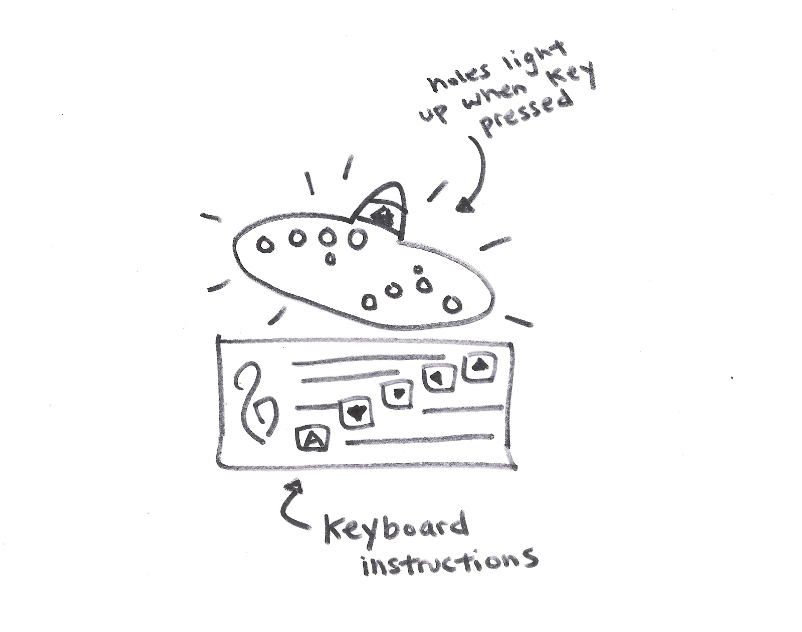 holes light
up when Key
pressed
A
Keyboard
instructions